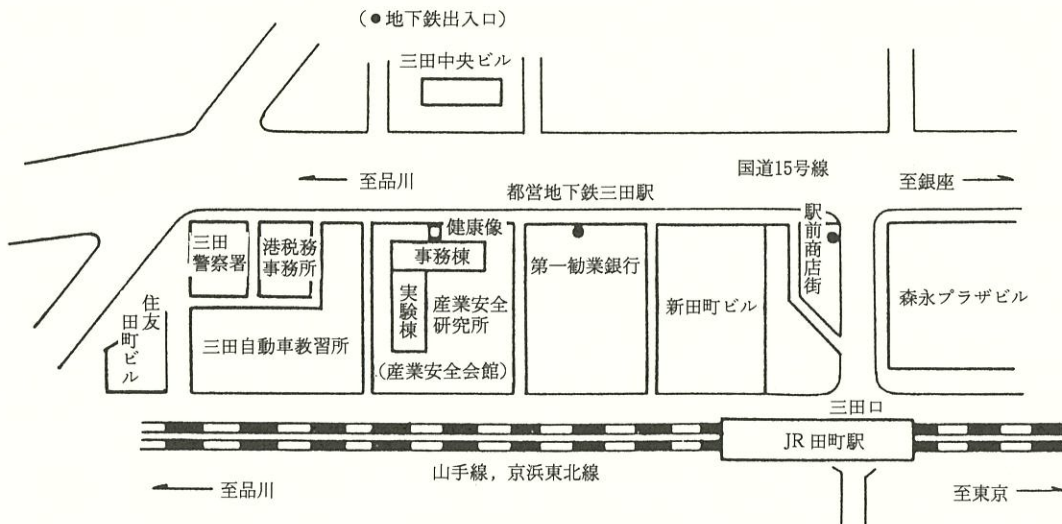 (●地下鉄出入口)
三田中央ビル
国道15号線
至品川
至銀座
都営地下鉄三田駅
三田
警察署
港税務
事務所
健康像
事務棟
実験棟
産業安全
研究所
(産業安全会館)
第一勧業銀行
新田町ビル
駅前商店街
森永プラザビル
住友
田町ビル
三田自動車教習所
三田口
JR 田町駅
山手線,京浜東北線
至品川
至東京